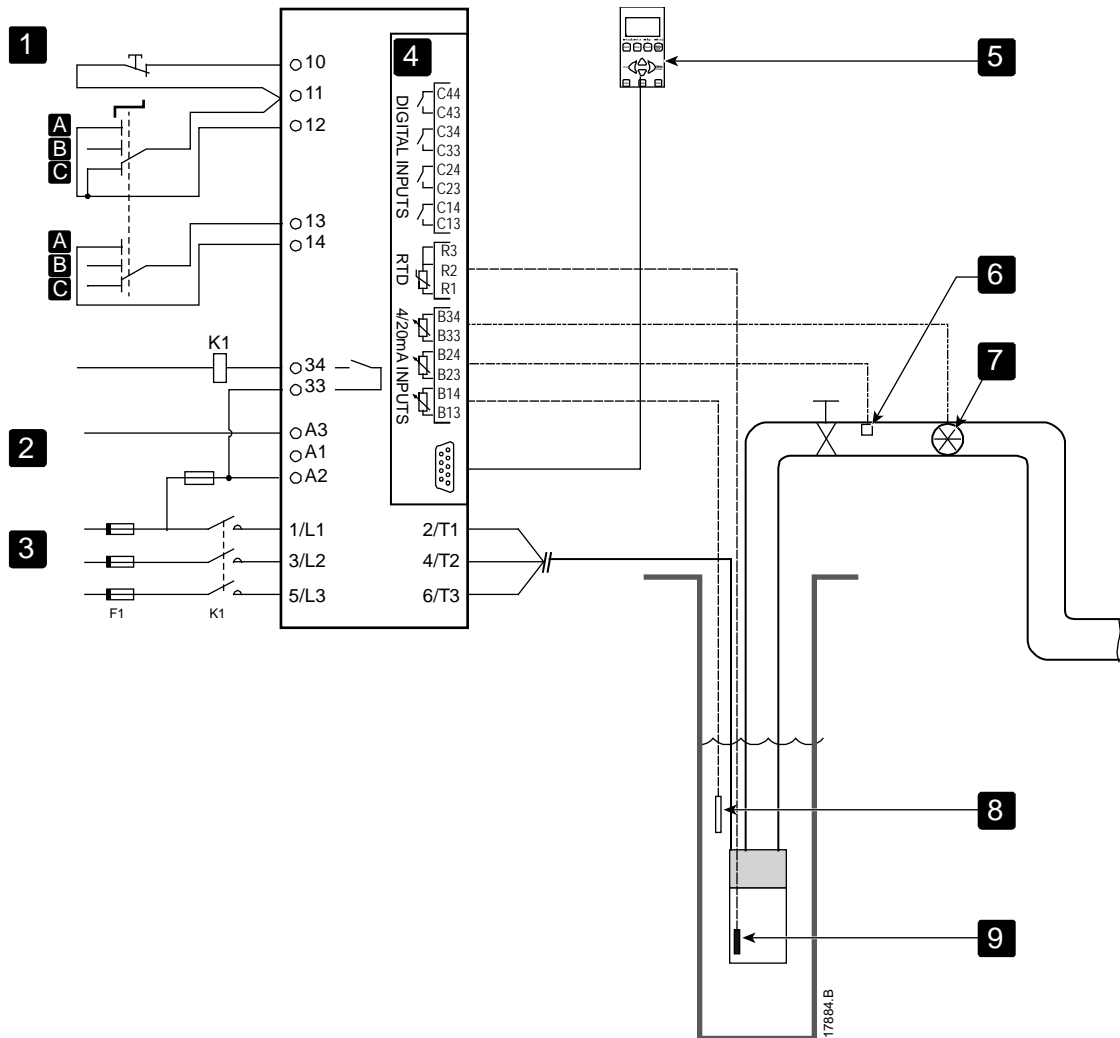 1
10
11
12
A
B
C
13
14
A
B
C
K1
34
33
2
A3
A1
A2
3
1/L1
3/L2
5/L3
F1
K1
2/T1
4/T2
6/T3
4
DIGITAL INPUTS
C44
C43
C34
C33
C24
C23
C14
C13
RTD
R3
R2
R1
4/20mA INPUTS
B34
B33
B24
B23
B14
B13
5
6
7
8
9
17884.B